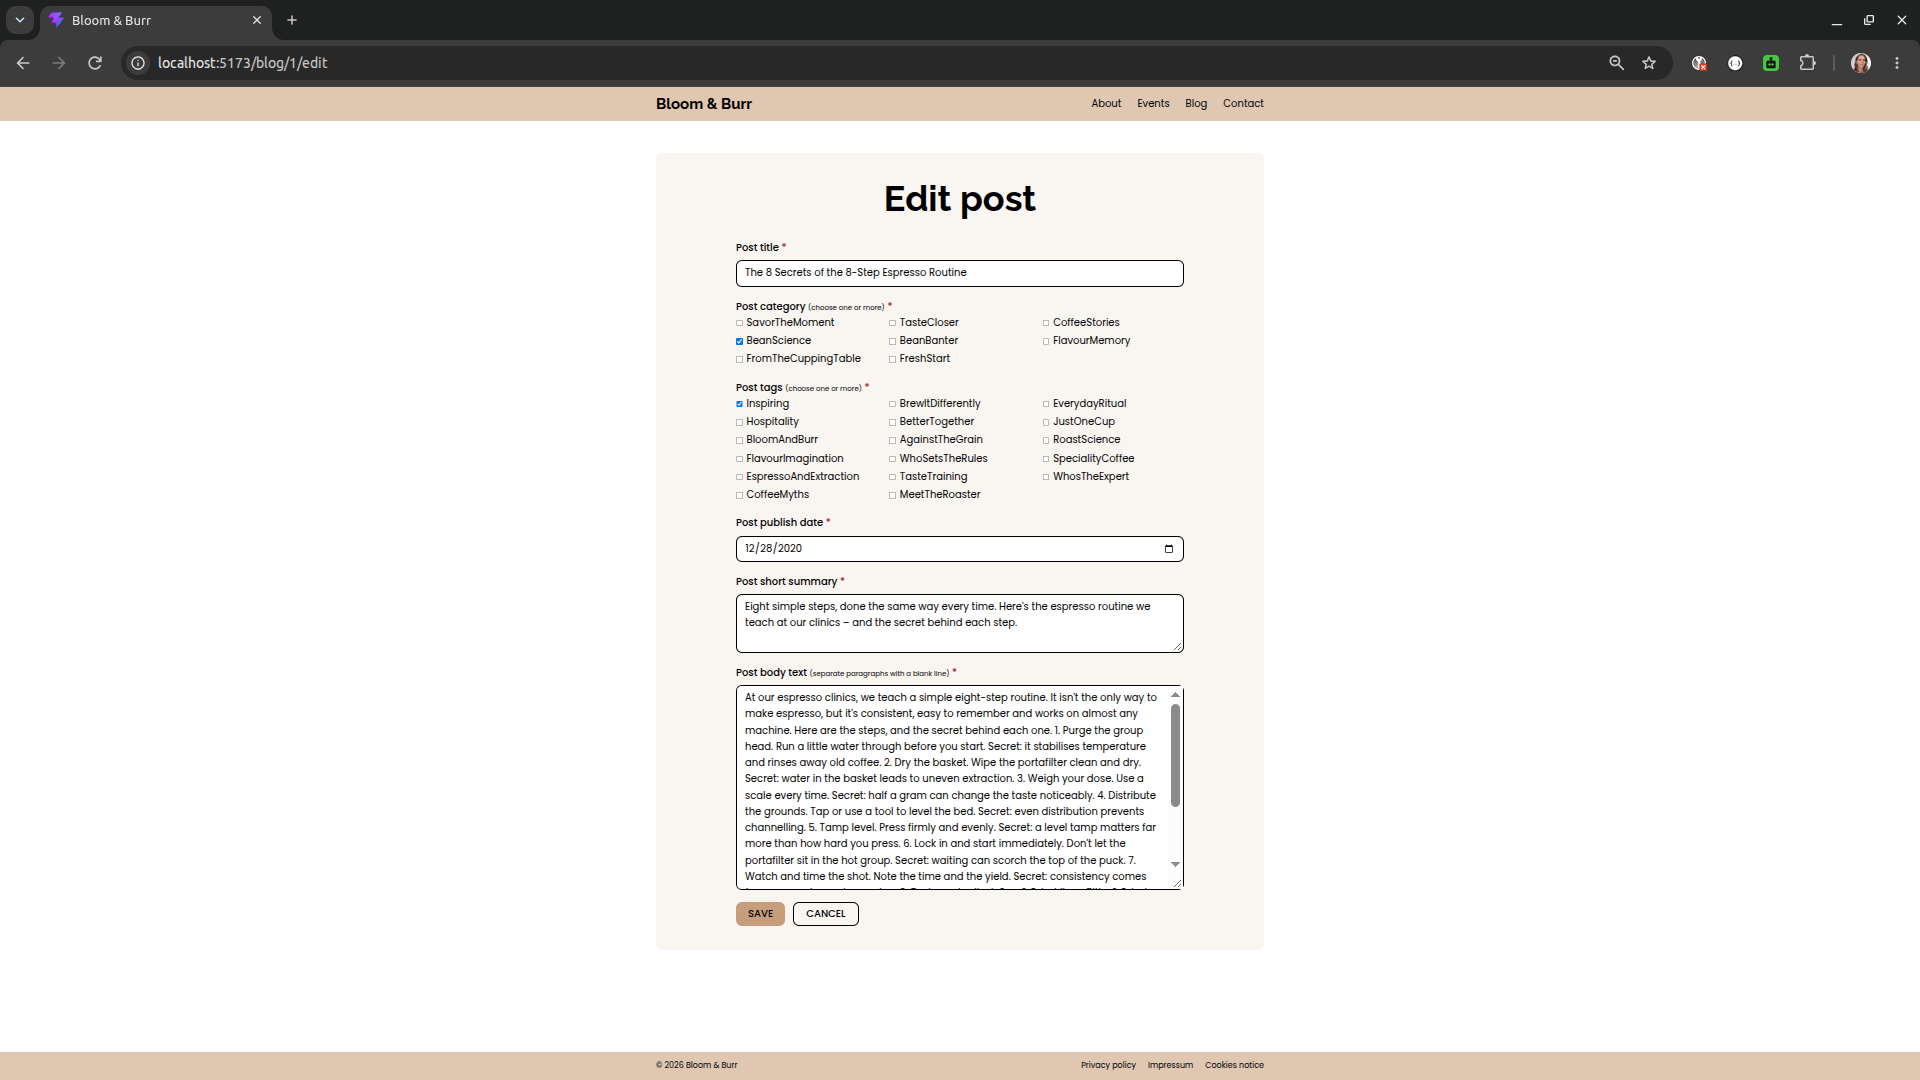 Bloom & Burr
localhost:5173/blog/1/edit
Bloom & Burr
About Events Blog Contact
Edit post
Post title *
The 8 Secrets of the 8-Step Espresso Routine
Post category (choose one or more) *
SavorTheMoment TasteCloser CoffeeStories
BeanScience BeanBanter FlavourMemory
FromTheCuppingTable FreshStart
Post tags (choose one or more) *
Inspiring BrewItDifferently EverydayRitual
Hospitality BetterTogether JustOneCup
BloomAndBurr AgainstTheGrain RoastScience
FlavourImagination WhoSetsTheRules SpecialityCoffee
EspressoAndExtraction TasteTraining WhosTheExpert
CoffeeMyths MeetTheRoaster
Post publish date *
12/28/2020
Post short summary *
Eight simple steps, done the same way every time. Here's the espresso routine we
teach at our clinics – and the secret behind each step.
Post body text (separate paragraphs with a blank line) *
At our espresso clinics, we teach a simple eight-step routine. It isn't the only way to
make espresso, but it's consistent, easy to remember and works on almost any
machine. Here are the steps, and the secret behind each one. 1. Purge the group
head. Run a little water through before you start. Secret: it stabilises temperature
and rinses away old coffee. 2. Dry the basket. Wipe the portafilter clean and dry.
Secret: water in the basket leads to uneven extraction. 3. Weigh your dose. Use a
scale every time. Secret: half a gram can change the taste noticeably. 4. Distribute
the grounds. Tap or use a tool to level the bed. Secret: even distribution prevents
channelling. 5. Tamp level. Press firmly and evenly. Secret: a level tamp matters far
more than how hard you press. 6. Lock in and start immediately. Don't let the
portafilter sit in the hot group. Secret: waiting can scorch the top of the puck. 7.
Watch and time the shot. Note the time and the yield. Secret: consistency comes
SAVE CANCEL
© 2026 Bloom & Burr
Privacy policy Impressum Cookies notice